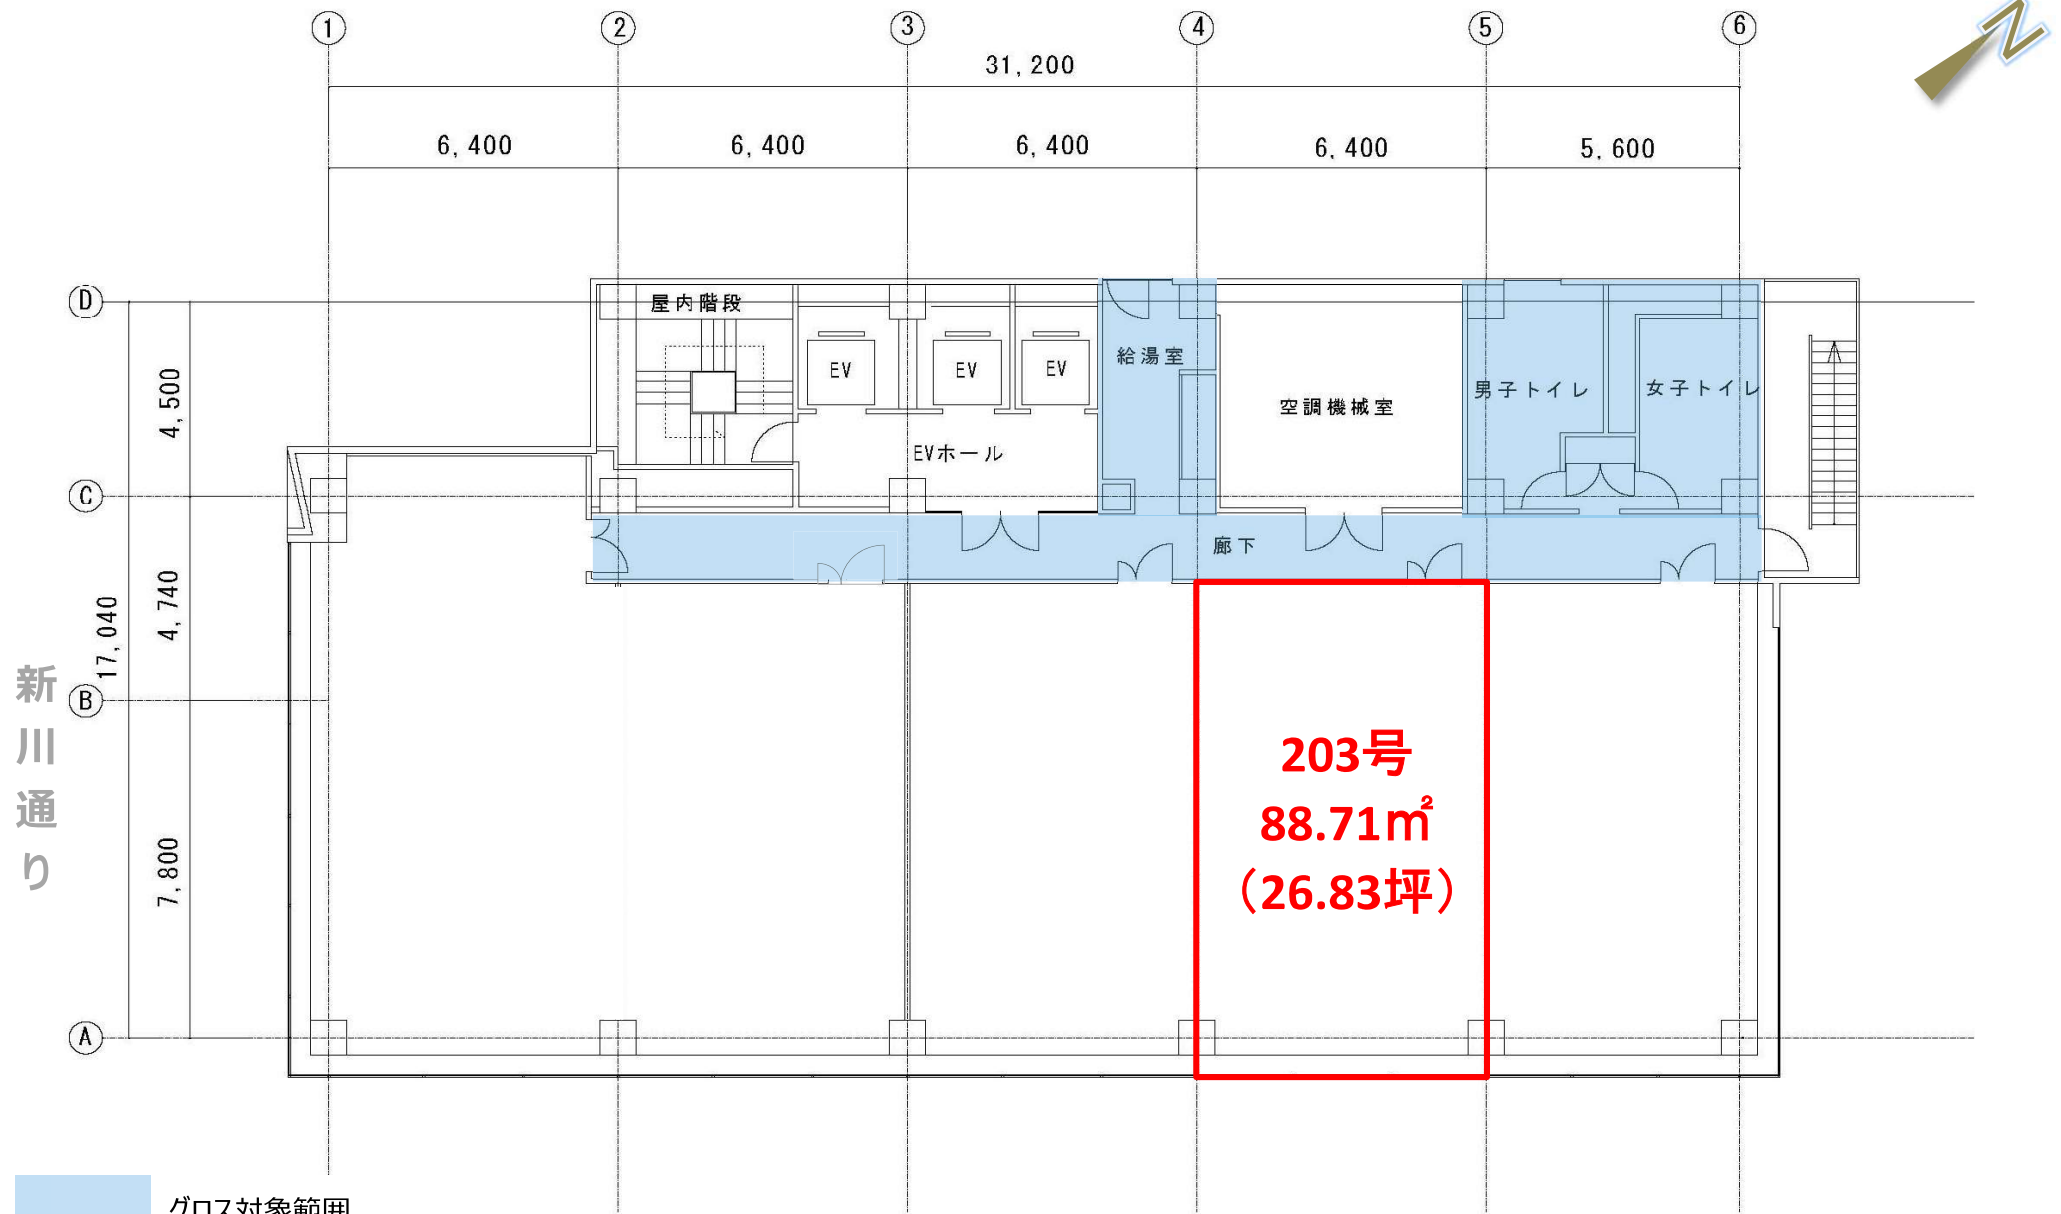 1 2 3 4 5 6
N
31,200
6,400 6,400 6,400 6,400 5,600
D
屋内階段
EV EV EV
給湯室
空調機械室
男子トイレ
女子トイレ
4,500
EVホール
C
廊下
4,740
17,040
B
新川通り
203号
88.71㎡
（26.83坪）
7,800
A
グロス対象範囲